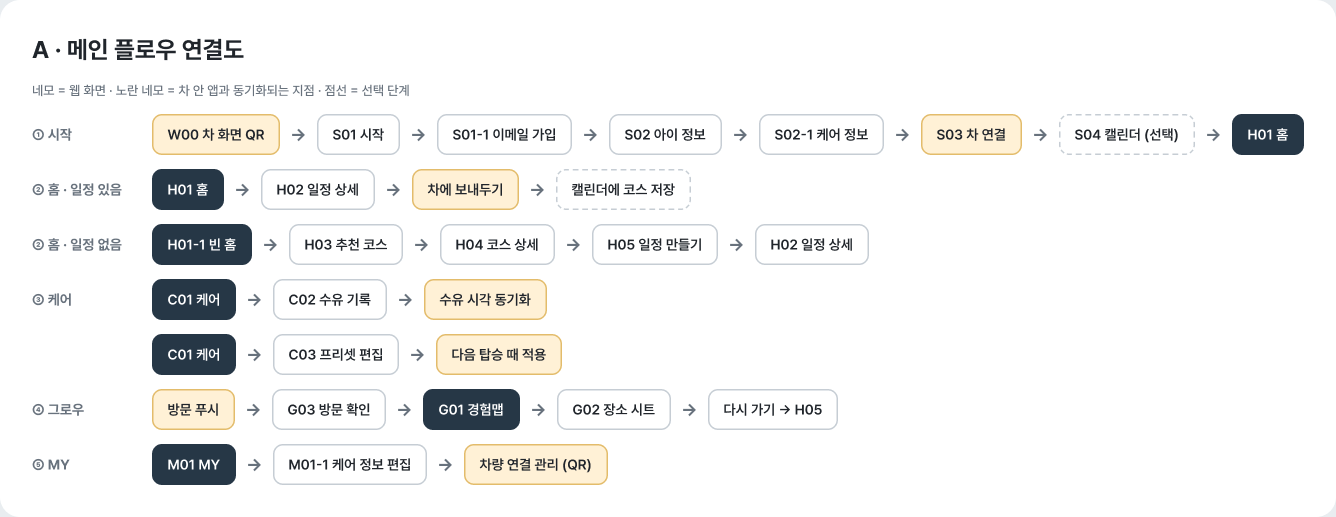 A · 메인 플로우 연결도
네모 = 웹 화면 · 노란 네모 = 차 안 앱과 동기화되는 지점 · 점선 = 선택 단계
① 시작 W00 차 화면 QR → S01 시작 → S01-1 이메일 가입 → S02 아이 정보 → S02-1 케어 정보 → S03 차 연결 → S04 캘린더 (선택) → H01 홈
② 홈 · 일정 있음 H01 홈 → H02 일정 상세 → 차에 보내두기 → 캘린더에 코스 저장
② 홈 · 일정 없음 H01-1 빈 홈 → H03 추천 코스 → H04 코스 상세 → H05 일정 만들기 → H02 일정 상세
③ 케어 C01 케어 → C02 수유 기록 → 수유 시각 동기화
C01 케어 → C03 프리셋 편집 → 다음 탑승 때 적용
④ 그로우 방문 푸시 → G03 방문 확인 → G01 경험맵 → G02 장소 시트 → 다시 가기 → H05
⑤ MY M01 MY → M01-1 케어 정보 편집 → 차량 연결 관리 (QR)